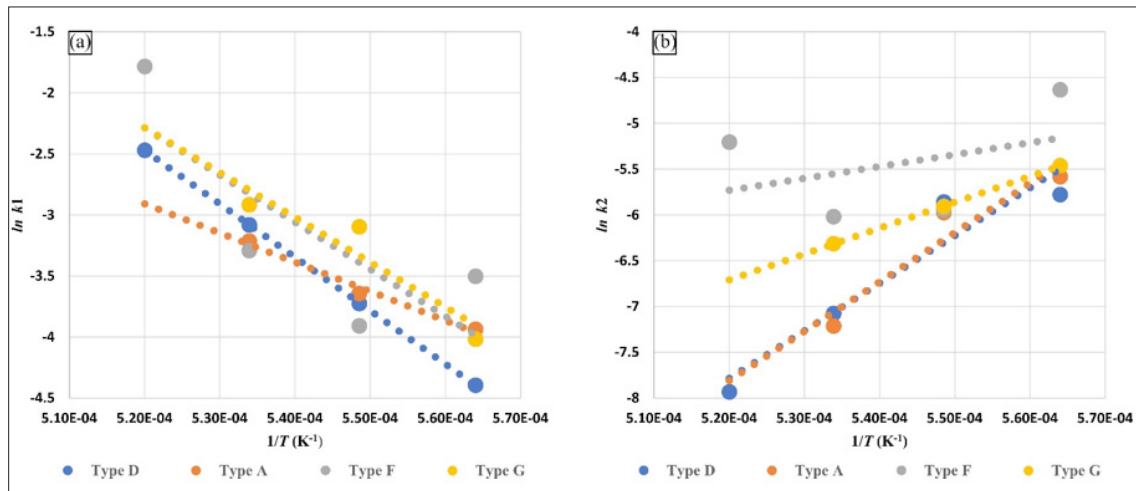 (a)
ln k1
-1.5
-2
-2.5
-3
-3.5
-4
-4.5
5.10E-04 5.20E-04 5.30E-04 5.40E-04 5.50E-04 5.60E-04 5.70E-04
1/T (K⁻¹)
Type D Type A Type F Type G
(b)
ln k2
-4
-4.5
-5
-5.5
-6
-6.5
-7
-7.5
-8
5.10E-04 5.20E-04 5.30E-04 5.40E-04 5.50E-04 5.60E-04 5.70E-04
1/T (K⁻¹)
Type D Type A Type F Type G